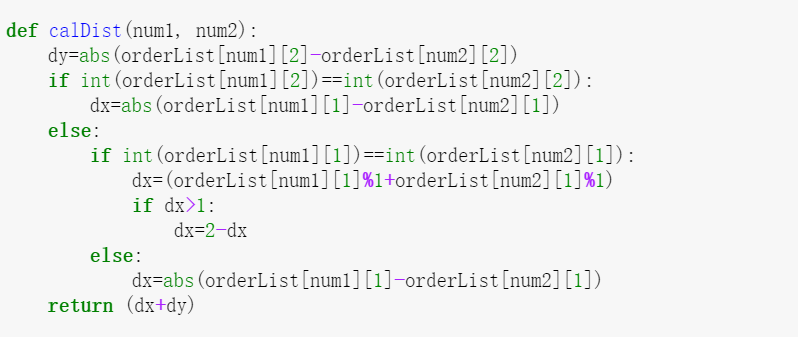 def calDist(num1, num2):
    dy=abs(orderList[num1][2]-orderList[num2][2])
    if int(orderList[num1][2])==int(orderList[num2][2]):
        dx=abs(orderList[num1][1]-orderList[num2][1])
    else:
        if int(orderList[num1][1])==int(orderList[num2][1]):
            dx=(orderList[num1][1]%1+orderList[num2][1]%1)
            if dx>1:
                dx=2-dx
        else:
            dx=abs(orderList[num1][1]-orderList[num2][1])
    return (dx+dy)